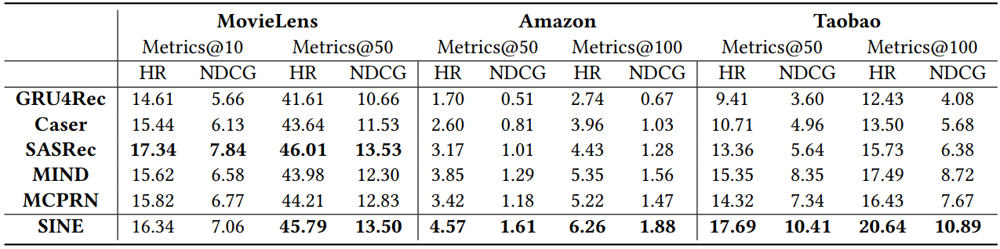 MovieLens Amazon Taobao
Metrics@10 Metrics@50 Metrics@50 Metrics@100 Metrics@50 Metrics@100
HR NDCG HR NDCG HR NDCG HR NDCG HR NDCG HR NDCG
GRU4Rec 14.61 5.66 41.61 10.66 1.70 0.51 2.74 0.67 9.41 3.60 12.43 4.08
Caser 15.44 6.13 43.64 11.53 2.60 0.81 3.96 1.03 10.71 4.96 13.50 5.68
SASRec 17.34 7.84 46.01 13.53 3.17 1.01 4.43 1.28 13.36 5.64 15.73 6.38
MIND 15.62 6.58 43.98 12.30 3.85 1.29 5.35 1.56 15.35 8.35 17.49 8.72
MCPRN 15.82 6.77 44.21 12.83 3.42 1.18 5.22 1.47 14.32 7.34 16.43 7.67
SINE 16.34 7.06 45.79 13.50 4.57 1.61 6.26 1.88 17.69 10.41 20.64 10.89